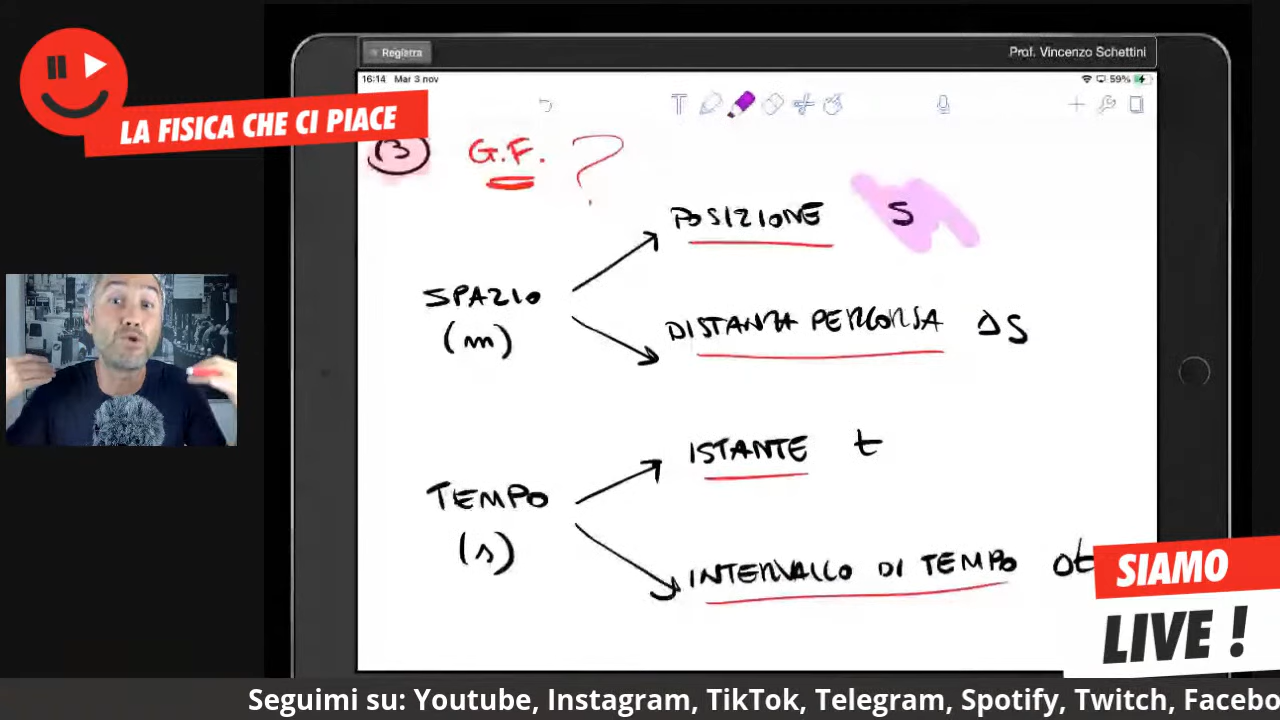 Registra
Prof. Vincenzo Schettini
16:14 Mar 3 nov
59%
LA FISICA CHE CI PIACE
G.F. ?
POSIZIONE S
SPAZIO
(m)
DISTANZA PERCORSA ΔS
ISTANTE t
TEMPO
(s)
INTERVALLO DI TEMPO Δt
SIAMO
LIVE !
Seguimi su: Youtube, Instagram, TikTok, Telegram, Spotify, Twitch, Facebo